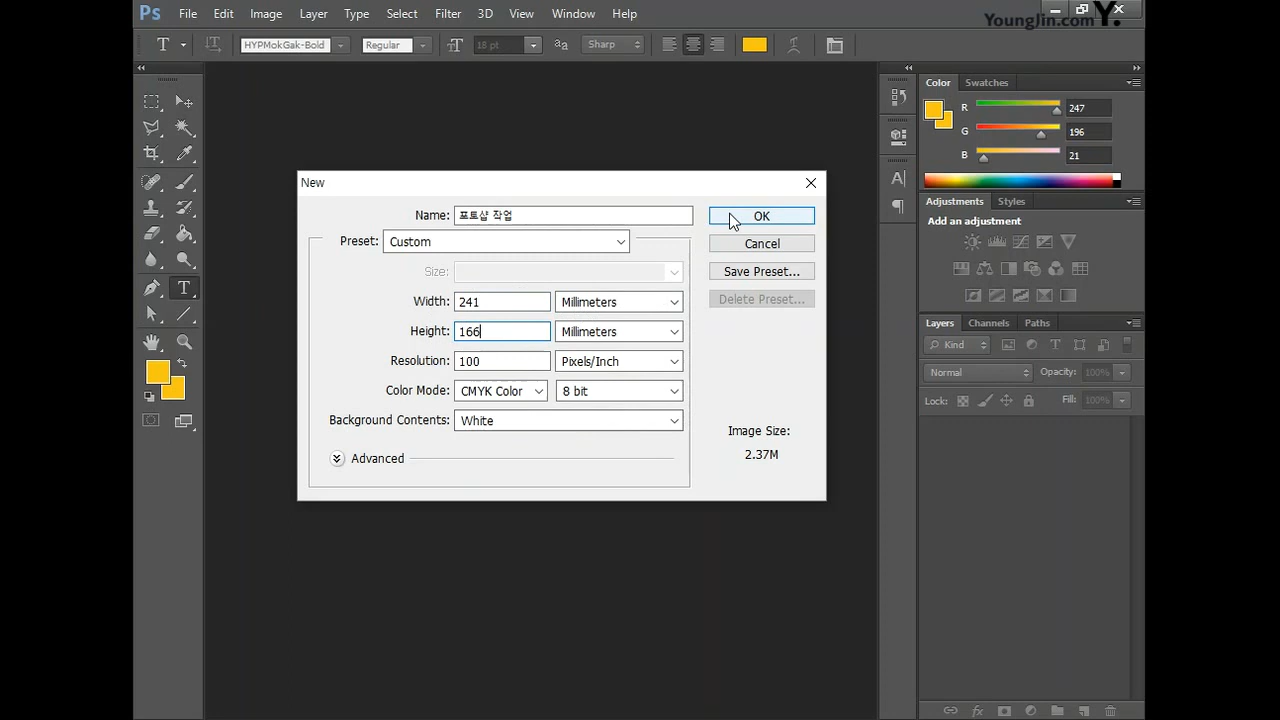 Ps File Edit Image Layer Type Select Filter 3D View Window Help
YoungJin.com Y.
T HYPMokGak-Bold Regular 18 pt Sharp
Color Swatches
R 247
G 196
B 21
Adjustments Styles
Add an adjustment
Layers Channels Paths
Kind
Normal Opacity: 100%
Lock: Fill: 100%
New
Name: 포토샵 작업
Preset: Custom
Size:
Width: 241 Millimeters
Height: 166 Millimeters
Resolution: 100 Pixels/Inch
Color Mode: CMYK Color 8 bit
Background Contents: White
Advanced
OK
Cancel
Save Preset...
Delete Preset...
Image Size:
2.37M